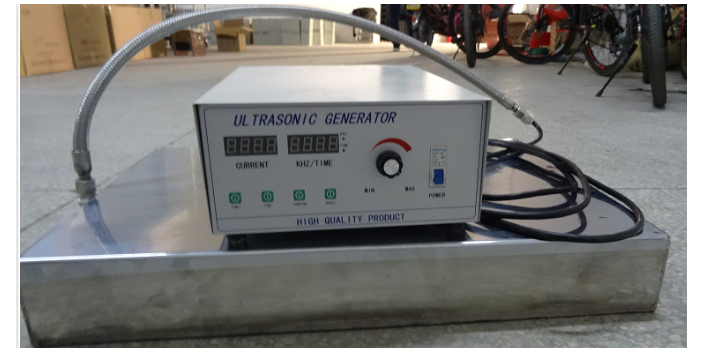 ULTRASONIC GENERATOR
CURRENT
KHZ/TIME
MIN
MAX
POWER
HIGH QUALITY PRODUCT